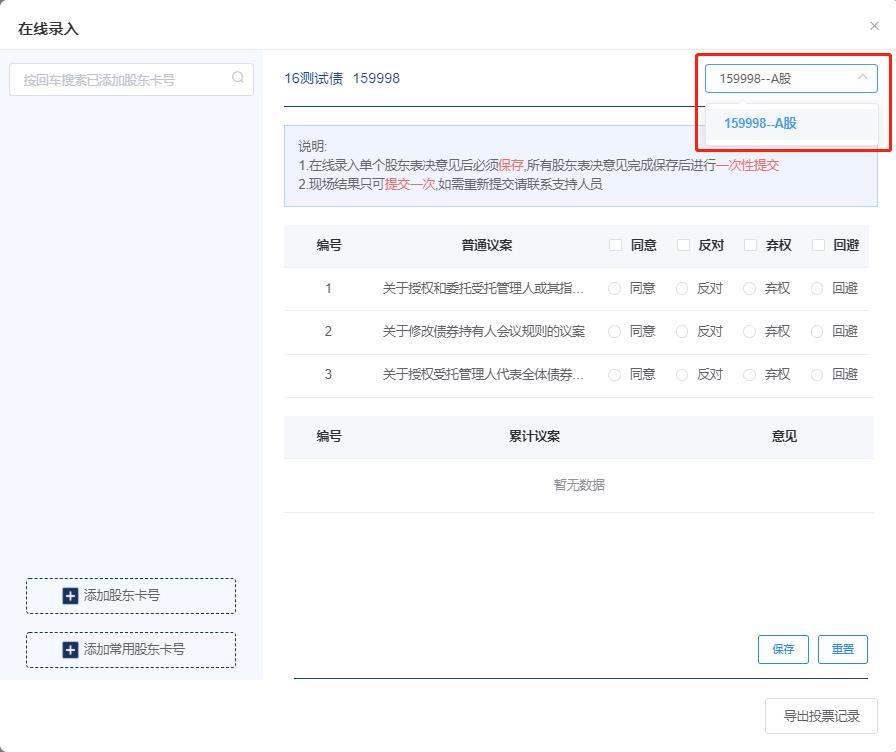 在线录入
按回车搜索已添加股东卡号
16测试债 159998
159998--A股
159998--A股
说明:
1.在线录入单个股东表决意见后必须保存,所有股东表决意见完成保存后进行一次性提交
2.现场结果只可提交一次,如需重新提交请联系支持人员
编号 普通议案 同意 反对 弃权 回避
1 关于授权和委托受托管理人或其指... 同意 反对 弃权 回避
2 关于修改债券持有人会议规则的议案 同意 反对 弃权 回避
3 关于授权受托管理人代表全体债券... 同意 反对 弃权 回避
编号 累计议案 意见
暂无数据
添加股东卡号
添加常用股东卡号
保存 重置
导出投票记录